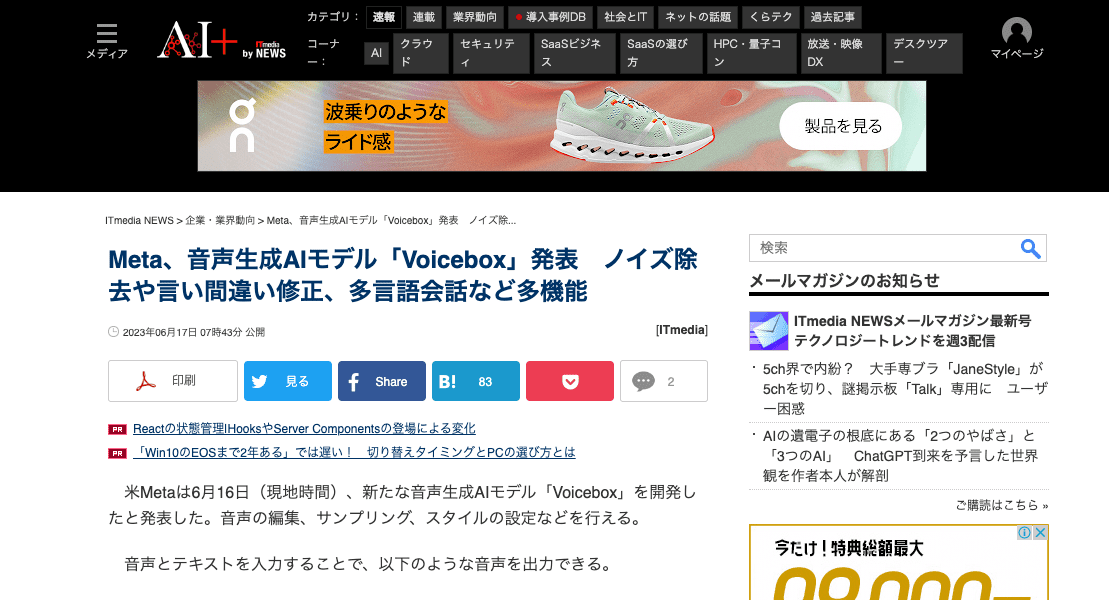 メディア
AI+
by ITmedia NEWS
カテゴリ：
速報
連載
業界動向
導入事例DB
社会とIT
ネットの話題
くらテク
過去記事
コーナー：
AI
クラウド
セキュリティ
SaaSビジネス
SaaSの選び方
HPC・量子コン
放送・映像DX
デスクツアー
マイページ
on
波乗りのような
ライド感
製品を見る
ITmedia NEWS > 企業・業界動向 > Meta、音声生成AIモデル「Voicebox」発表　ノイズ除...
Meta、音声生成AIモデル「Voicebox」発表　ノイズ除
去や言い間違い修正、多言語会話など多機能
2023年06月17日 07時43分 公開
[ITmedia]
印刷
見る
Share
B! 83
2
PR Reactの状態管理lHooksやServer Componentsの登場による変化
PR 「Win10のEOSまで2年ある」では遅い！　切り替えタイミングとPCの選び方とは
米Metaは6月16日（現地時間）、新たな音声生成AIモデル「Voicebox」を開発し
たと発表した。音声の編集、サンプリング、スタイルの設定などを行える。
音声とテキストを入力することで、以下のような音声を出力できる。
検索
メールマガジンのお知らせ
ITmedia NEWSメールマガジン最新号
テクノロジートレンドを週3配信
・5ch界で内紛？　大手専ブラ「JaneStyle」が
5chを切り、謎掲示板「Talk」専用に　ユーザ
ー困惑
・AIの遺電子の根底にある「2つのやばさ」と
「3つのAI」　ChatGPT到来を予言した世界
観を作者本人が解剖
ご購読はこちら »
今だけ！特典総額最大